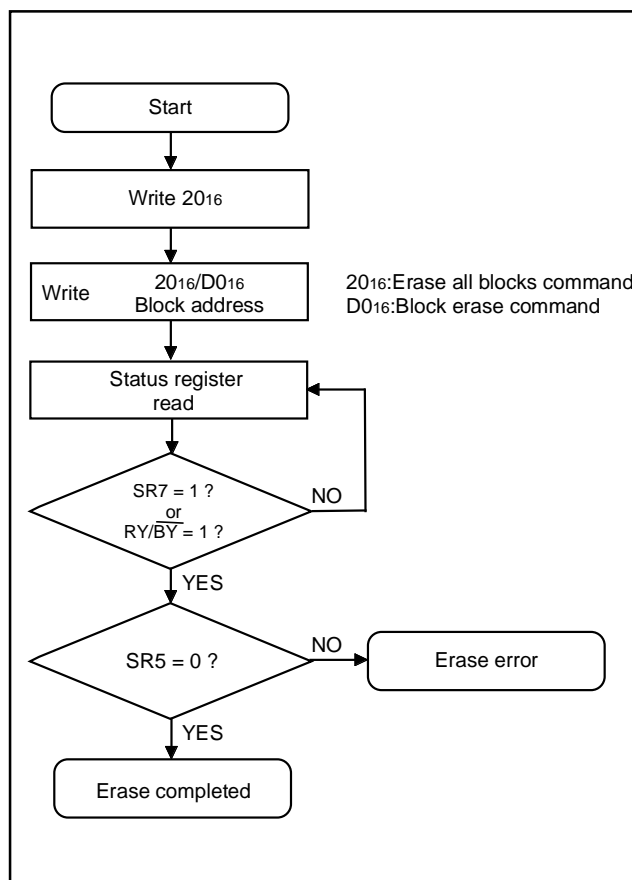 Start
Write 2016
Write 2016/D016
Block address
2016:Erase all blocks command
D016:Block erase command
Status register
read
SR7 = 1 ?
or
RY/BY = 1 ?
NO
YES
SR5 = 0 ?
NO
Erase error
YES
Erase completed